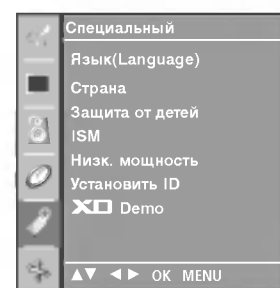 Специальный
Язык(Language)
Страна
Защита от детей
ISM
Низк. мощность
Установить ID
XD Demo
▲▼ ◄► OK MENU